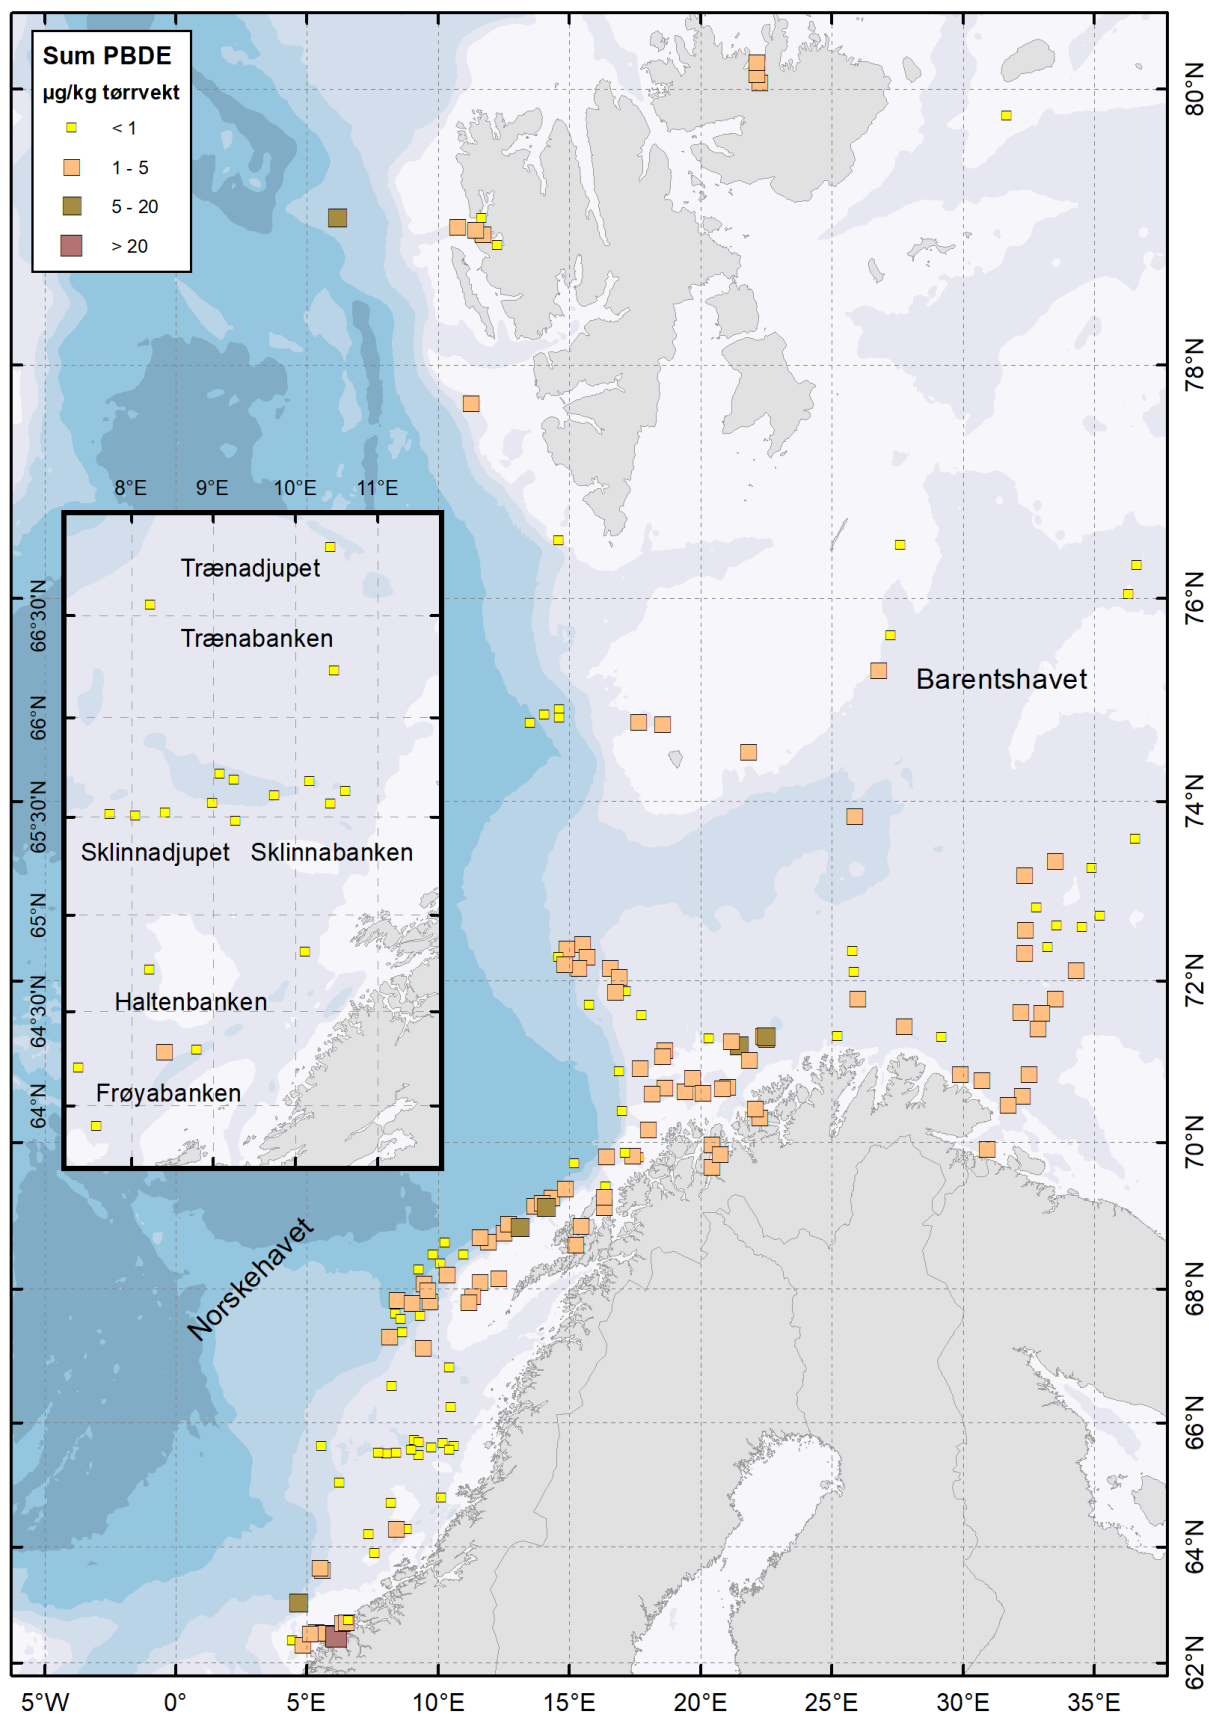 Sum PBDE
µg/kg tørrvekt
< 1
1 - 5
5 - 20
> 20
80°N
78°N
76°N
74°N
72°N
70°N
68°N
66°N
64°N
62°N
8°E 9°E 10°E 11°E
66°30'N
66°N
65°30'N
65°N
64°30'N
64°N
Trænadjupet
Trænabanken
Sklinnadjupet Sklinnabanken
Haltenbanken
Frøyabanken
Barentshavet
Norskehavet
5°W 0° 5°E 10°E 15°E 20°E 25°E 30°E 35°E